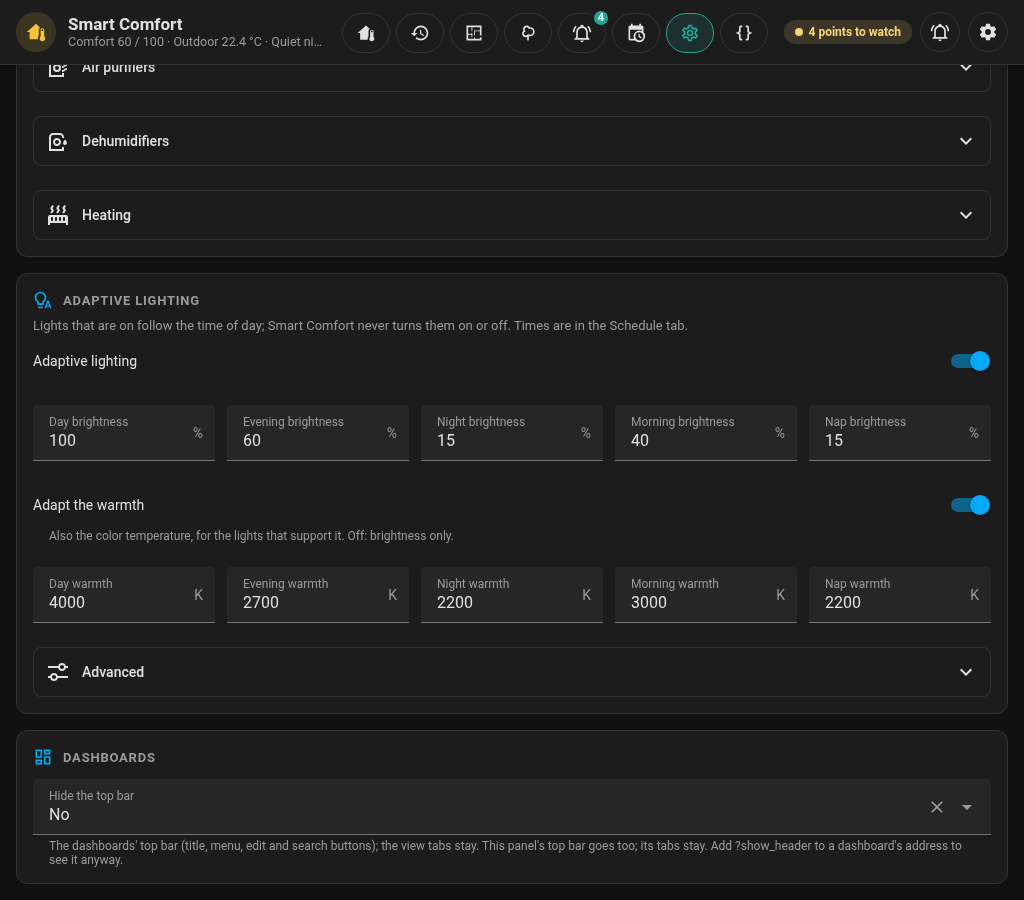 Smart Comfort
Comfort 60 / 100 · Outdoor 22.4 °C · Quiet ni…
4
4 points to watch
Air purifiers
Dehumidifiers
Heating
ADAPTIVE LIGHTING
Lights that are on follow the time of day; Smart Comfort never turns them on or off. Times are in the Schedule tab.
Adaptive lighting
Day brightness
100 %
Evening brightness
60 %
Night brightness
15 %
Morning brightness
40 %
Nap brightness
15 %
Adapt the warmth
Also the color temperature, for the lights that support it. Off: brightness only.
Day warmth
4000 K
Evening warmth
2700 K
Night warmth
2200 K
Morning warmth
3000 K
Nap warmth
2200 K
Advanced
DASHBOARDS
Hide the top bar
No
The dashboards' top bar (title, menu, edit and search buttons); the view tabs stay. This panel's top bar goes too; its tabs stay. Add ?show_header to a dashboard's address to
see it anyway.